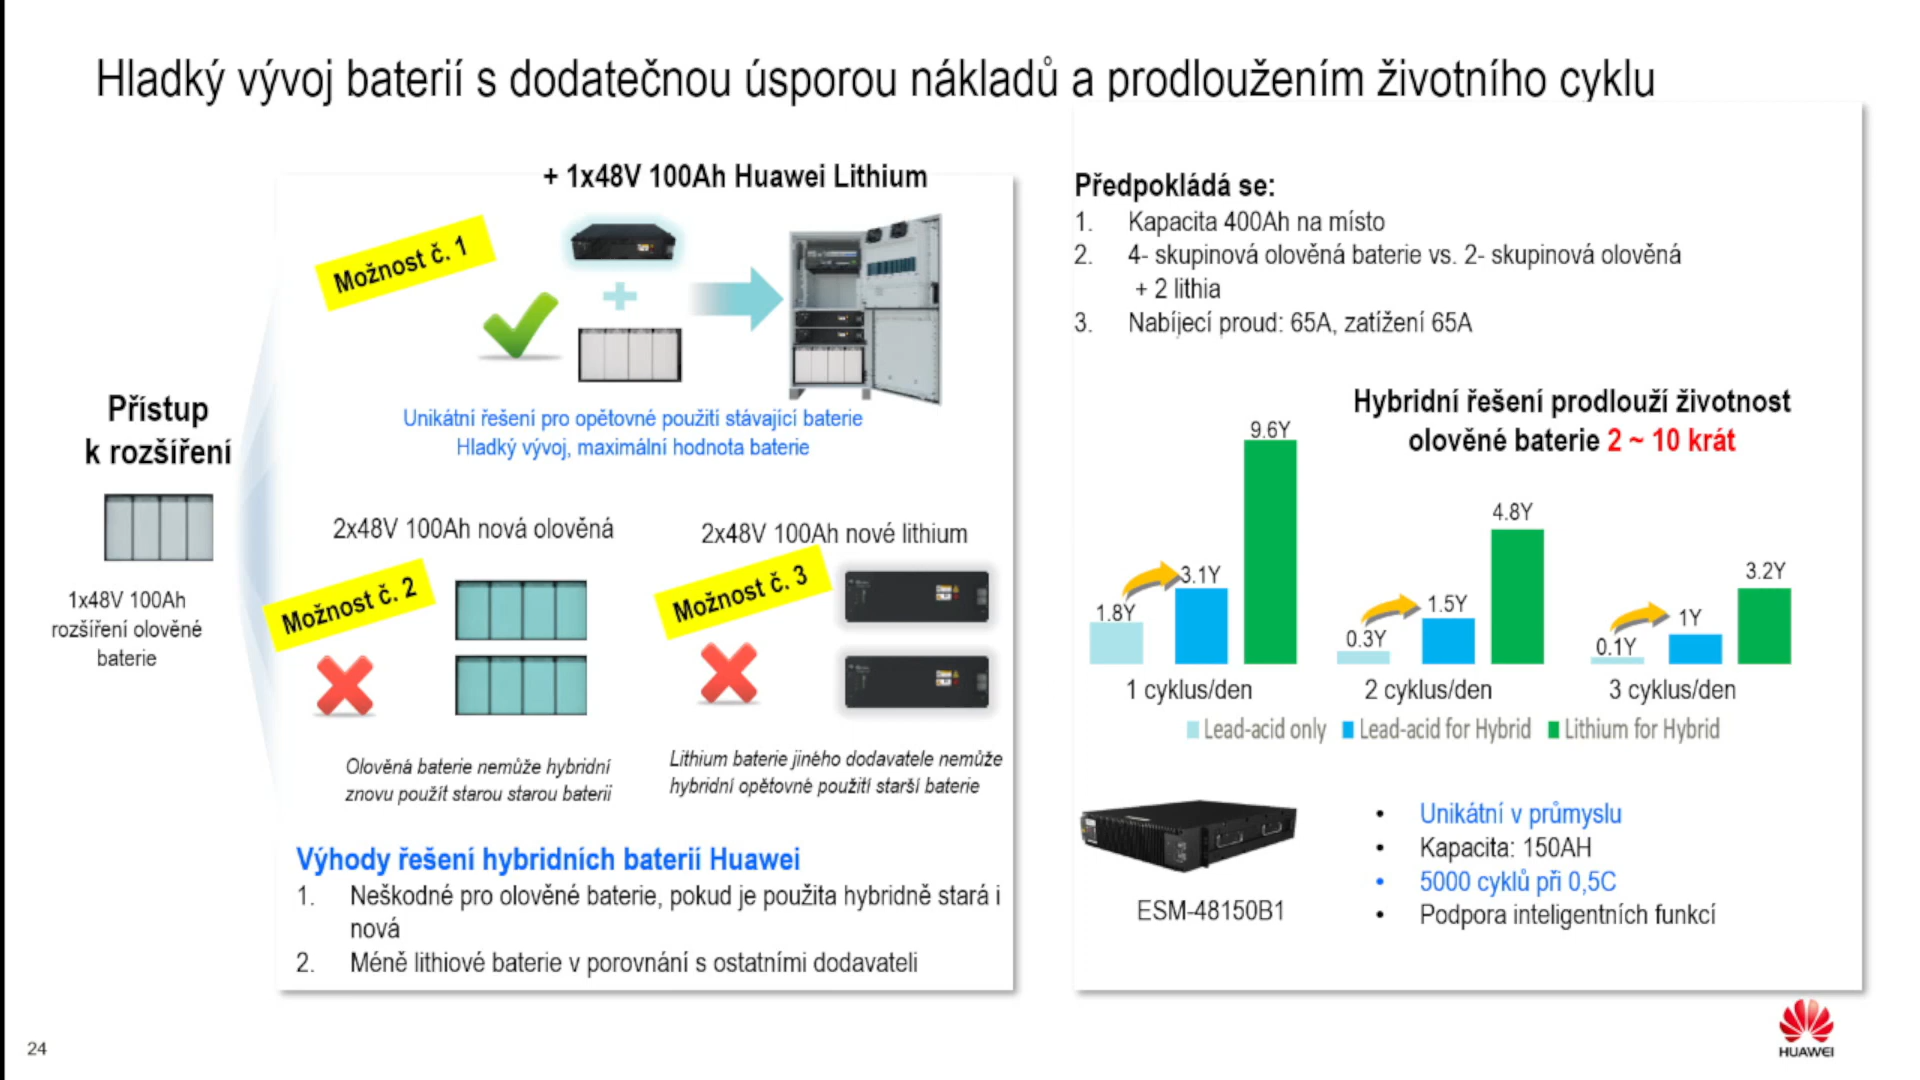 Hladký vývoj baterií s dodatečnou úsporou nákladů a prodloužením životního cyklu
+ 1x48V 100Ah Huawei Lithium
Možnost č. 1
Unikátní řešení pro opětovné použití stávající baterie
Hladký vývoj, maximální hodnota baterie
Přístup
k rozšíření
1x48V 100Ah
rozšíření olověné
baterie
2x48V 100Ah nová olověná
Možnost č. 2
Olověná baterie nemůže hybridní
znovu použít starou starou baterii
2x48V 100Ah nové lithium
Možnost č. 3
Lithium baterie jiného dodavatele nemůže
hybridní opětovné použití starší baterie
Výhody řešení hybridních baterií Huawei
1. Neškodné pro olověné baterie, pokud je použita hybridně stará i
nová
2. Méně lithiové baterie v porovnání s ostatními dodavateli
Předpokládá se:
1. Kapacita 400Ah na místo
2. 4- skupinová olověná baterie vs. 2- skupinová olověná
+ 2 lithia
3. Nabíjecí proud: 65A, zatížení 65A
Hybridní řešení prodlouží životnost
olověné baterie 2 ~ 10 krát
1.8Y 3.1Y 9.6Y
0.3Y 1.5Y 4.8Y
0.1Y 1Y 3.2Y
1 cyklus/den 2 cyklus/den 3 cyklus/den
Lead-acid only Lead-acid for Hybrid Lithium for Hybrid
ESM-48150B1
• Unikátní v průmyslu
• Kapacita: 150AH
• 5000 cyklů při 0,5C
• Podpora inteligentních funkcí
24
HUAWEI